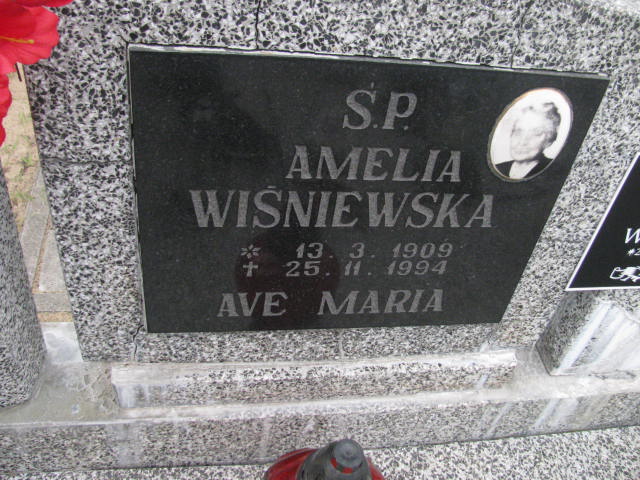 Ś.P.
AMELIA
WIŚNIEWSKA
* 13. 3. 1909
✝ 25. 11. 1994
AVE MARIA